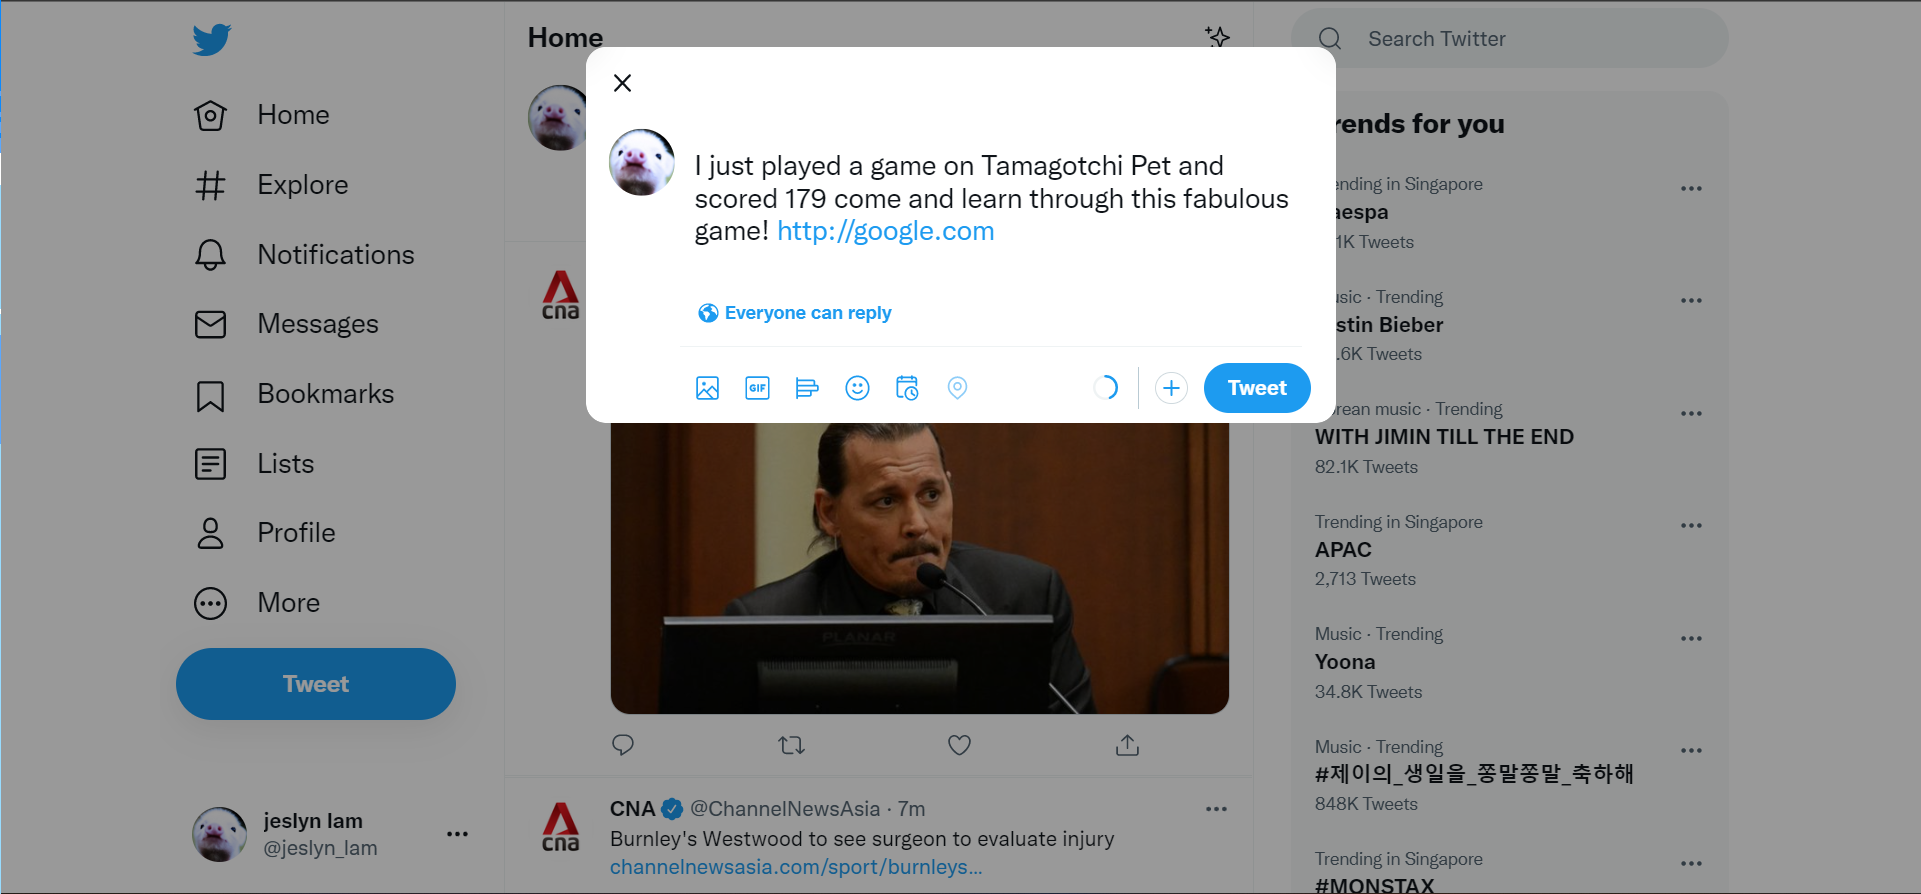 Home
Explore
Notifications
Messages
Bookmarks
Lists
Profile
More
Tweet
jeslyn lam
@jeslyn_lam
Home
I just played a game on Tamagotchi Pet and
scored 179 come and learn through this fabulous
game! http://google.com
Everyone can reply
GIF
Tweet
cna
PLANAR
cna
CNA @ChannelNewsAsia · 7m
Burnley's Westwood to see surgeon to evaluate injury
channelnewsasia.com/sport/burnleys...
Search Twitter
rends for you
ending in Singapore
aespa
1K Tweets
usic · Trending
stin Bieber
.6K Tweets
rean music · Trending
WITH JIMIN TILL THE END
82.1K Tweets
Trending in Singapore
APAC
2,713 Tweets
Music · Trending
Yoona
34.8K Tweets
Music · Trending
#제이의_생일을_쫑말쫑말_축하해
848K Tweets
Trending in Singapore
#MONSTAX